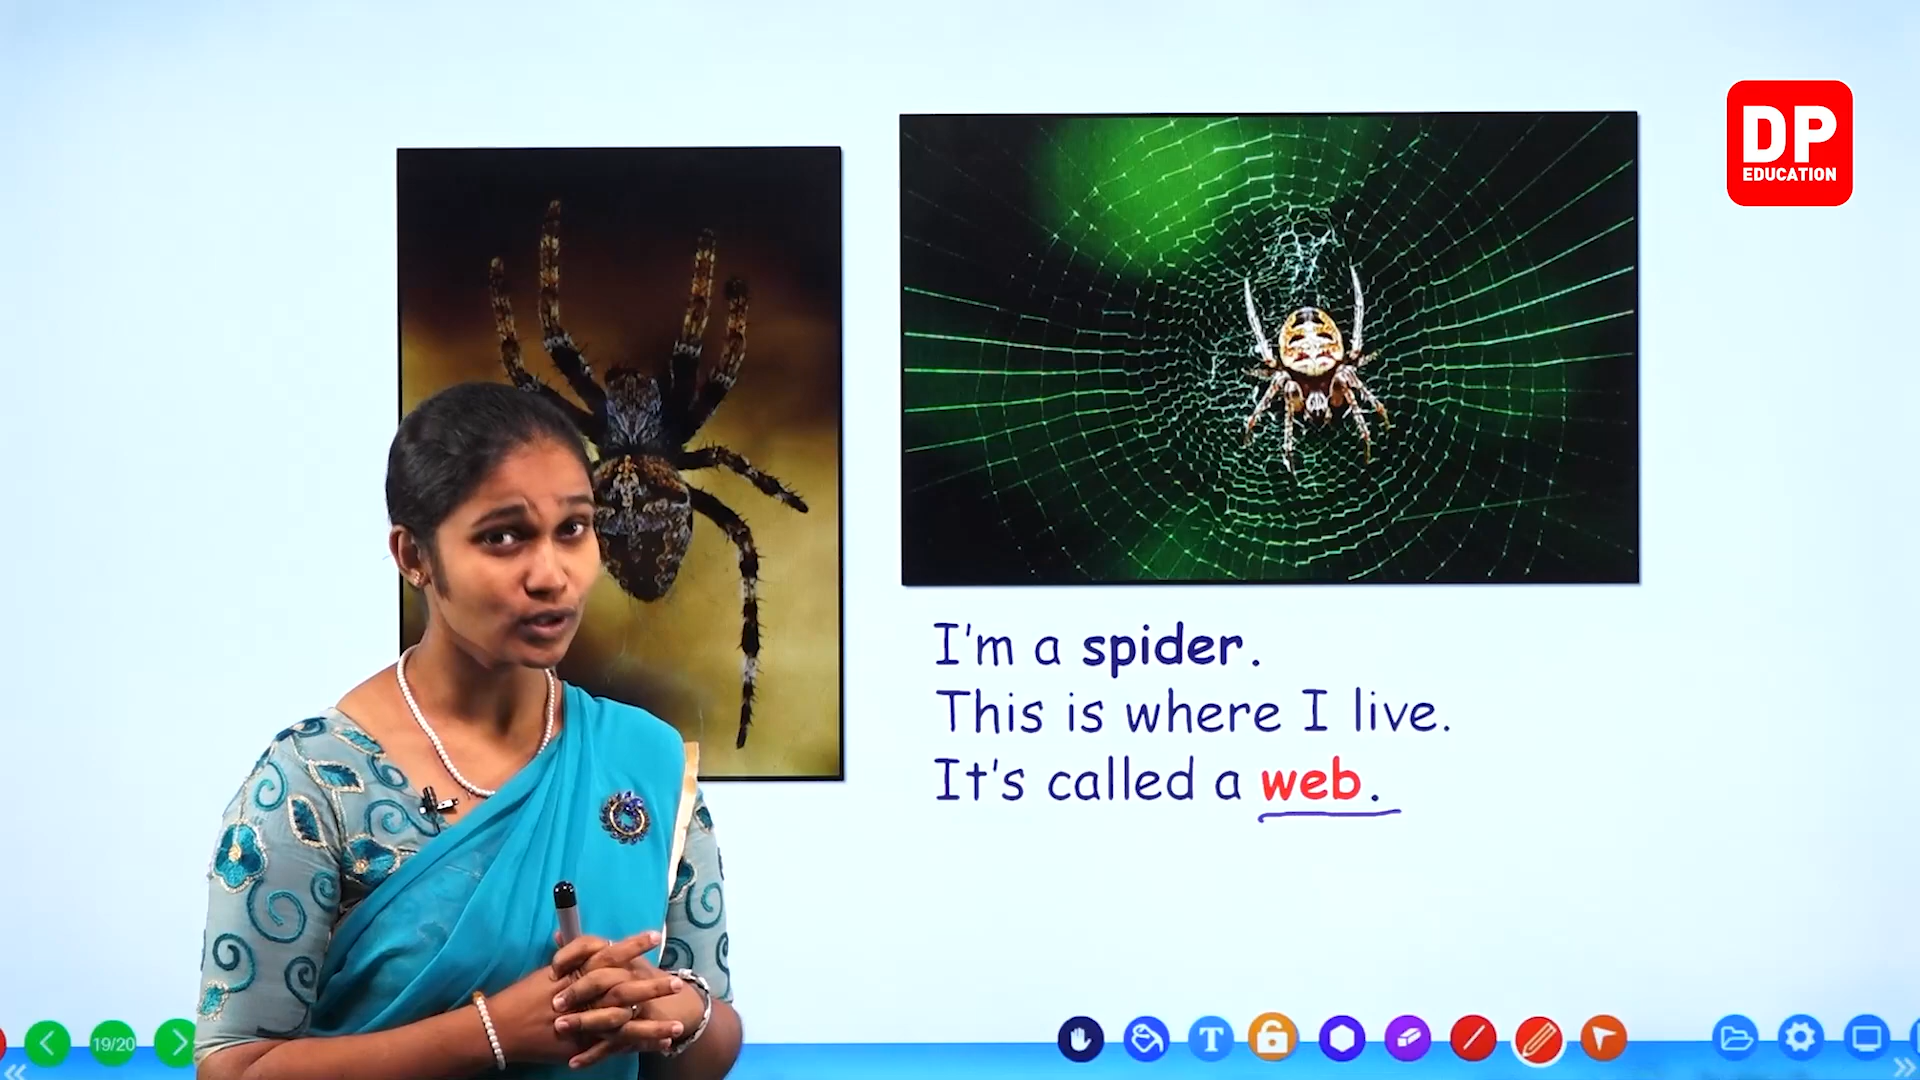 DP
EDUCATION
I'm a spider.
This is where I live.
It's called a web.
19/20
T